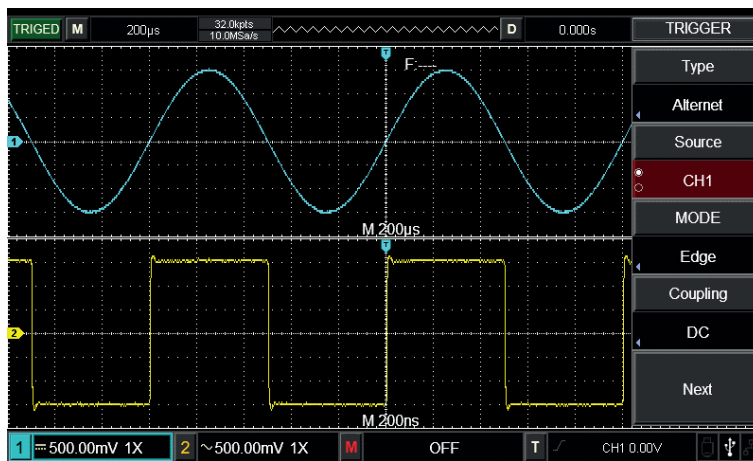 TRIGED M 200μs 32.0kpts D 0.000s TRIGGER
10.0MSa/s
T
F:----
Type
Alternet
1
Source
CH1
M 200μs
MODE
T
Edge
Coupling
2
DC
Next
M 200ns
1 500.00mV 1X 2 ~500.00mV 1X M OFF T CH1 0.00V